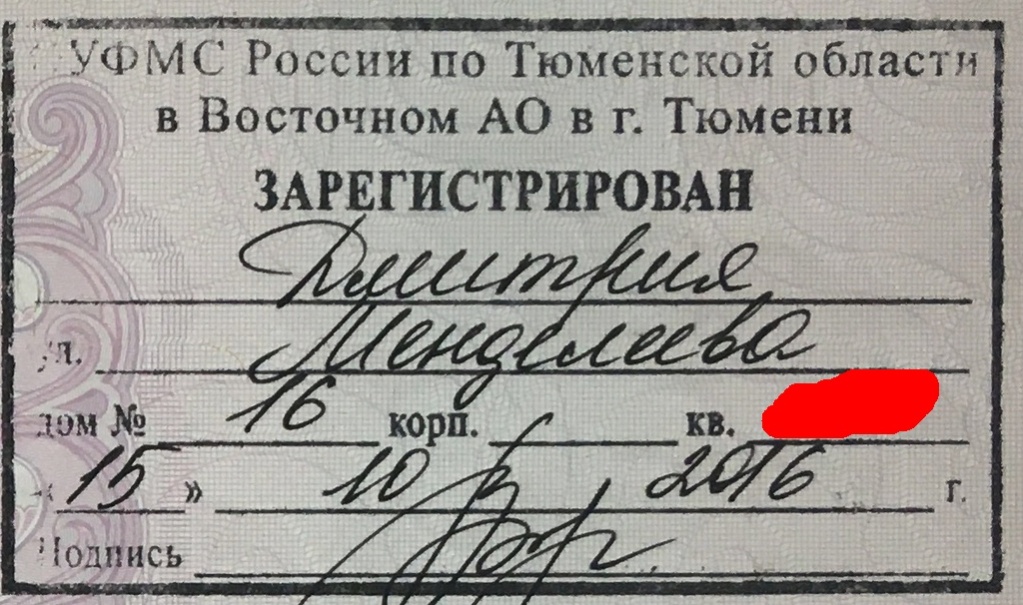 УФМС России по Тюменской области
в Восточном АО в г. Тюмени
ЗАРЕГИСТРИРОВАН
Дмитрия
ул. Менделеева
дом № 16 корп. кв.
« 15 » 10 2016 г.
Подпись